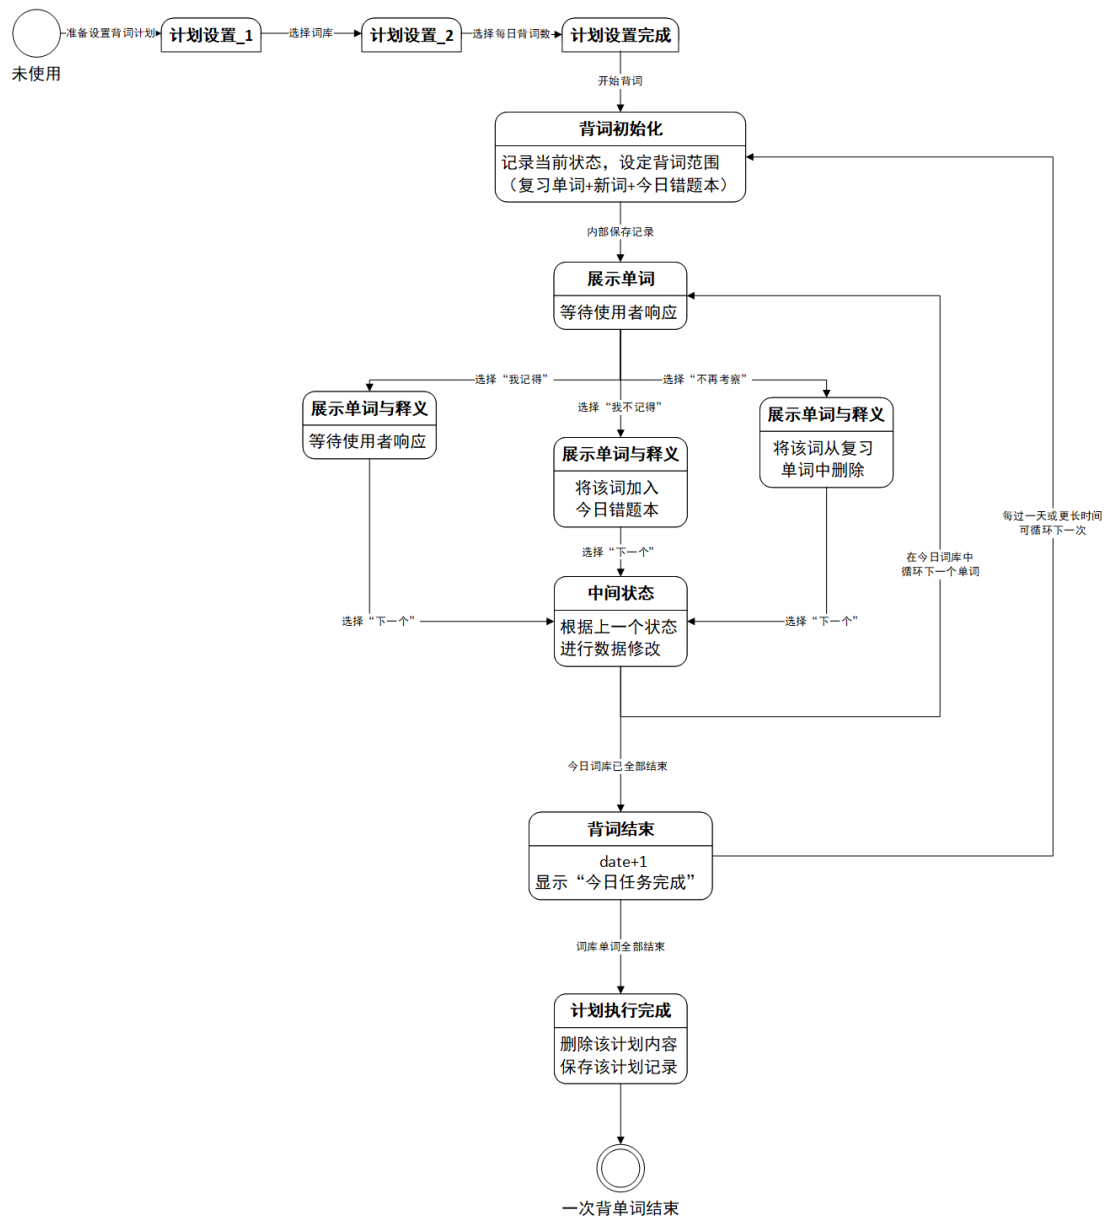 准备设置背词计划
计划设置_1
选择词库
计划设置_2
选择每日背词数
计划设置完成
未使用
开始背词
背词初始化
记录当前状态，设定背词范围
（复习单词+新词+今日错题本）
内部保存记录
展示单词
等待使用者响应
选择“我记得”
选择“不再考察”
选择“我不记得”
展示单词与释义
等待使用者响应
展示单词与释义
将该词从复习
单词中删除
展示单词与释义
将该词加入
今日错题本
每过一天或更长时间
可循环下一次
选择“下一个”
在今日词库中
循环下一个单词
中间状态
根据上一个状态
进行数据修改
选择“下一个”
选择“下一个”
今日词库已全部结束
背词结束
date+1
显示“今日任务完成”
词库单词全部结束
计划执行完成
删除该计划内容
保存该计划记录
一次背单词结束